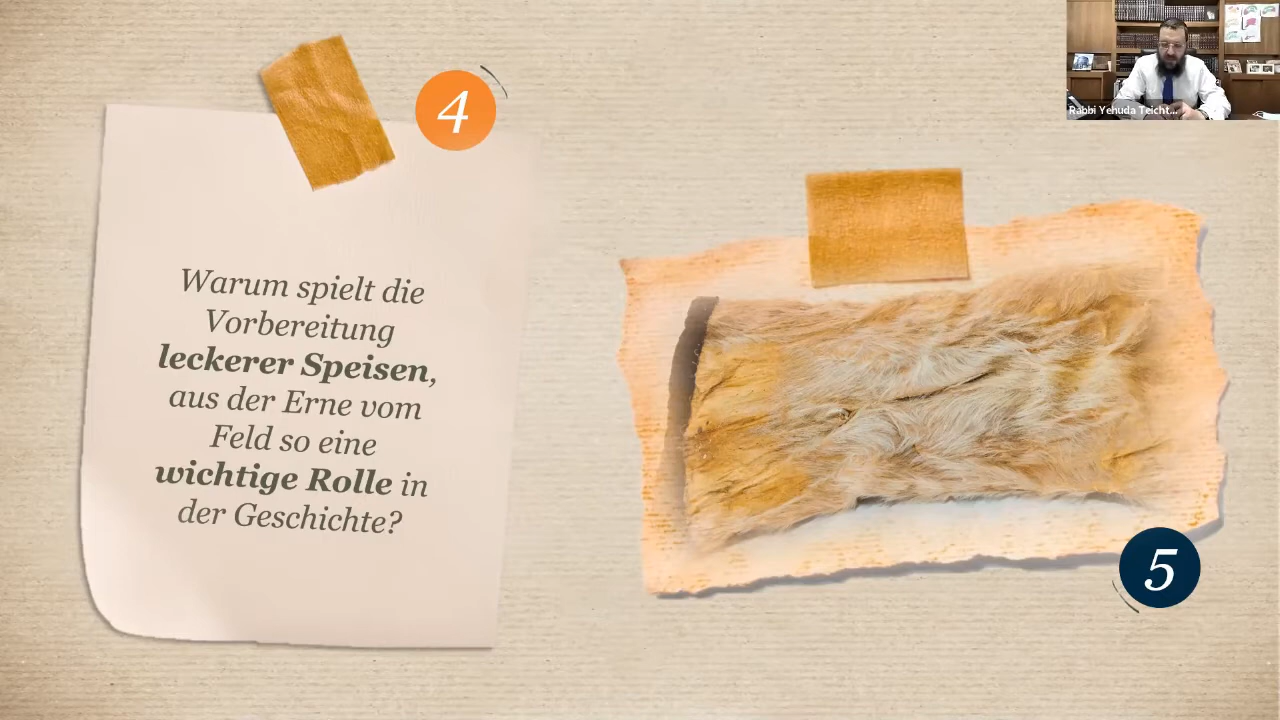 Rabbi Yehuda Teicht...
4
Warum spielt die
Vorbereitung
leckerer Speisen,
aus der Erne vom
Feld so eine
wichtige Rolle in
der Geschichte?
5